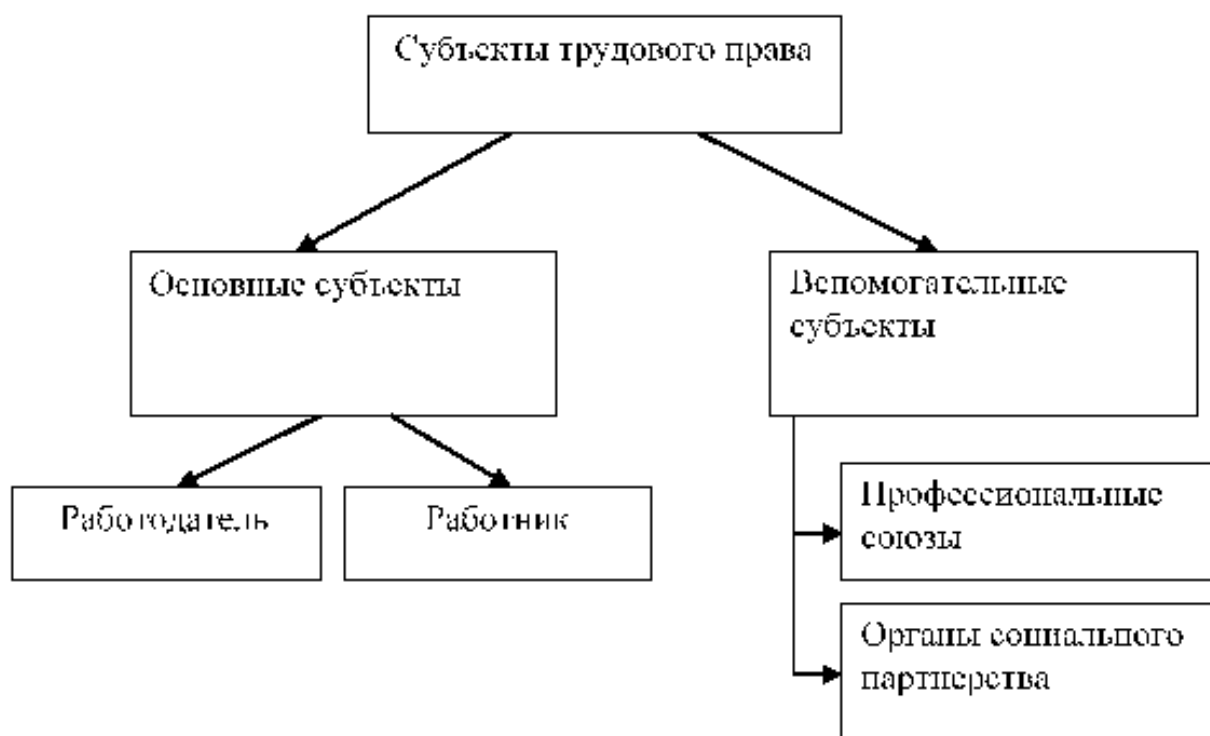 Субъекты трудового права
Основные субъекты
Вспомогательные
субъекты
Работодатель
Работник
Профессиональные
союзы
Органы социального
партнерства